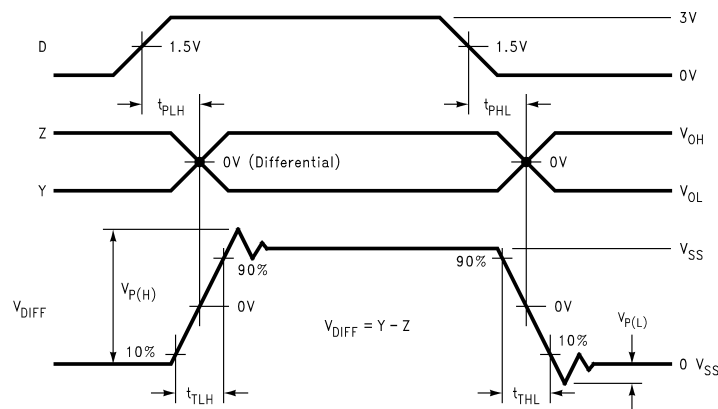 3V
D
1.5V
1.5V
0V
tPLH
tPHL
Z
VOH
0V (Differential)
0V
Y
VOL
VSS
90%
90%
VP(H)
VDIFF
0V
0V
VDIFF = Y - Z
VP(L)
10%
10%
0 VSS
tTLH
tTHL